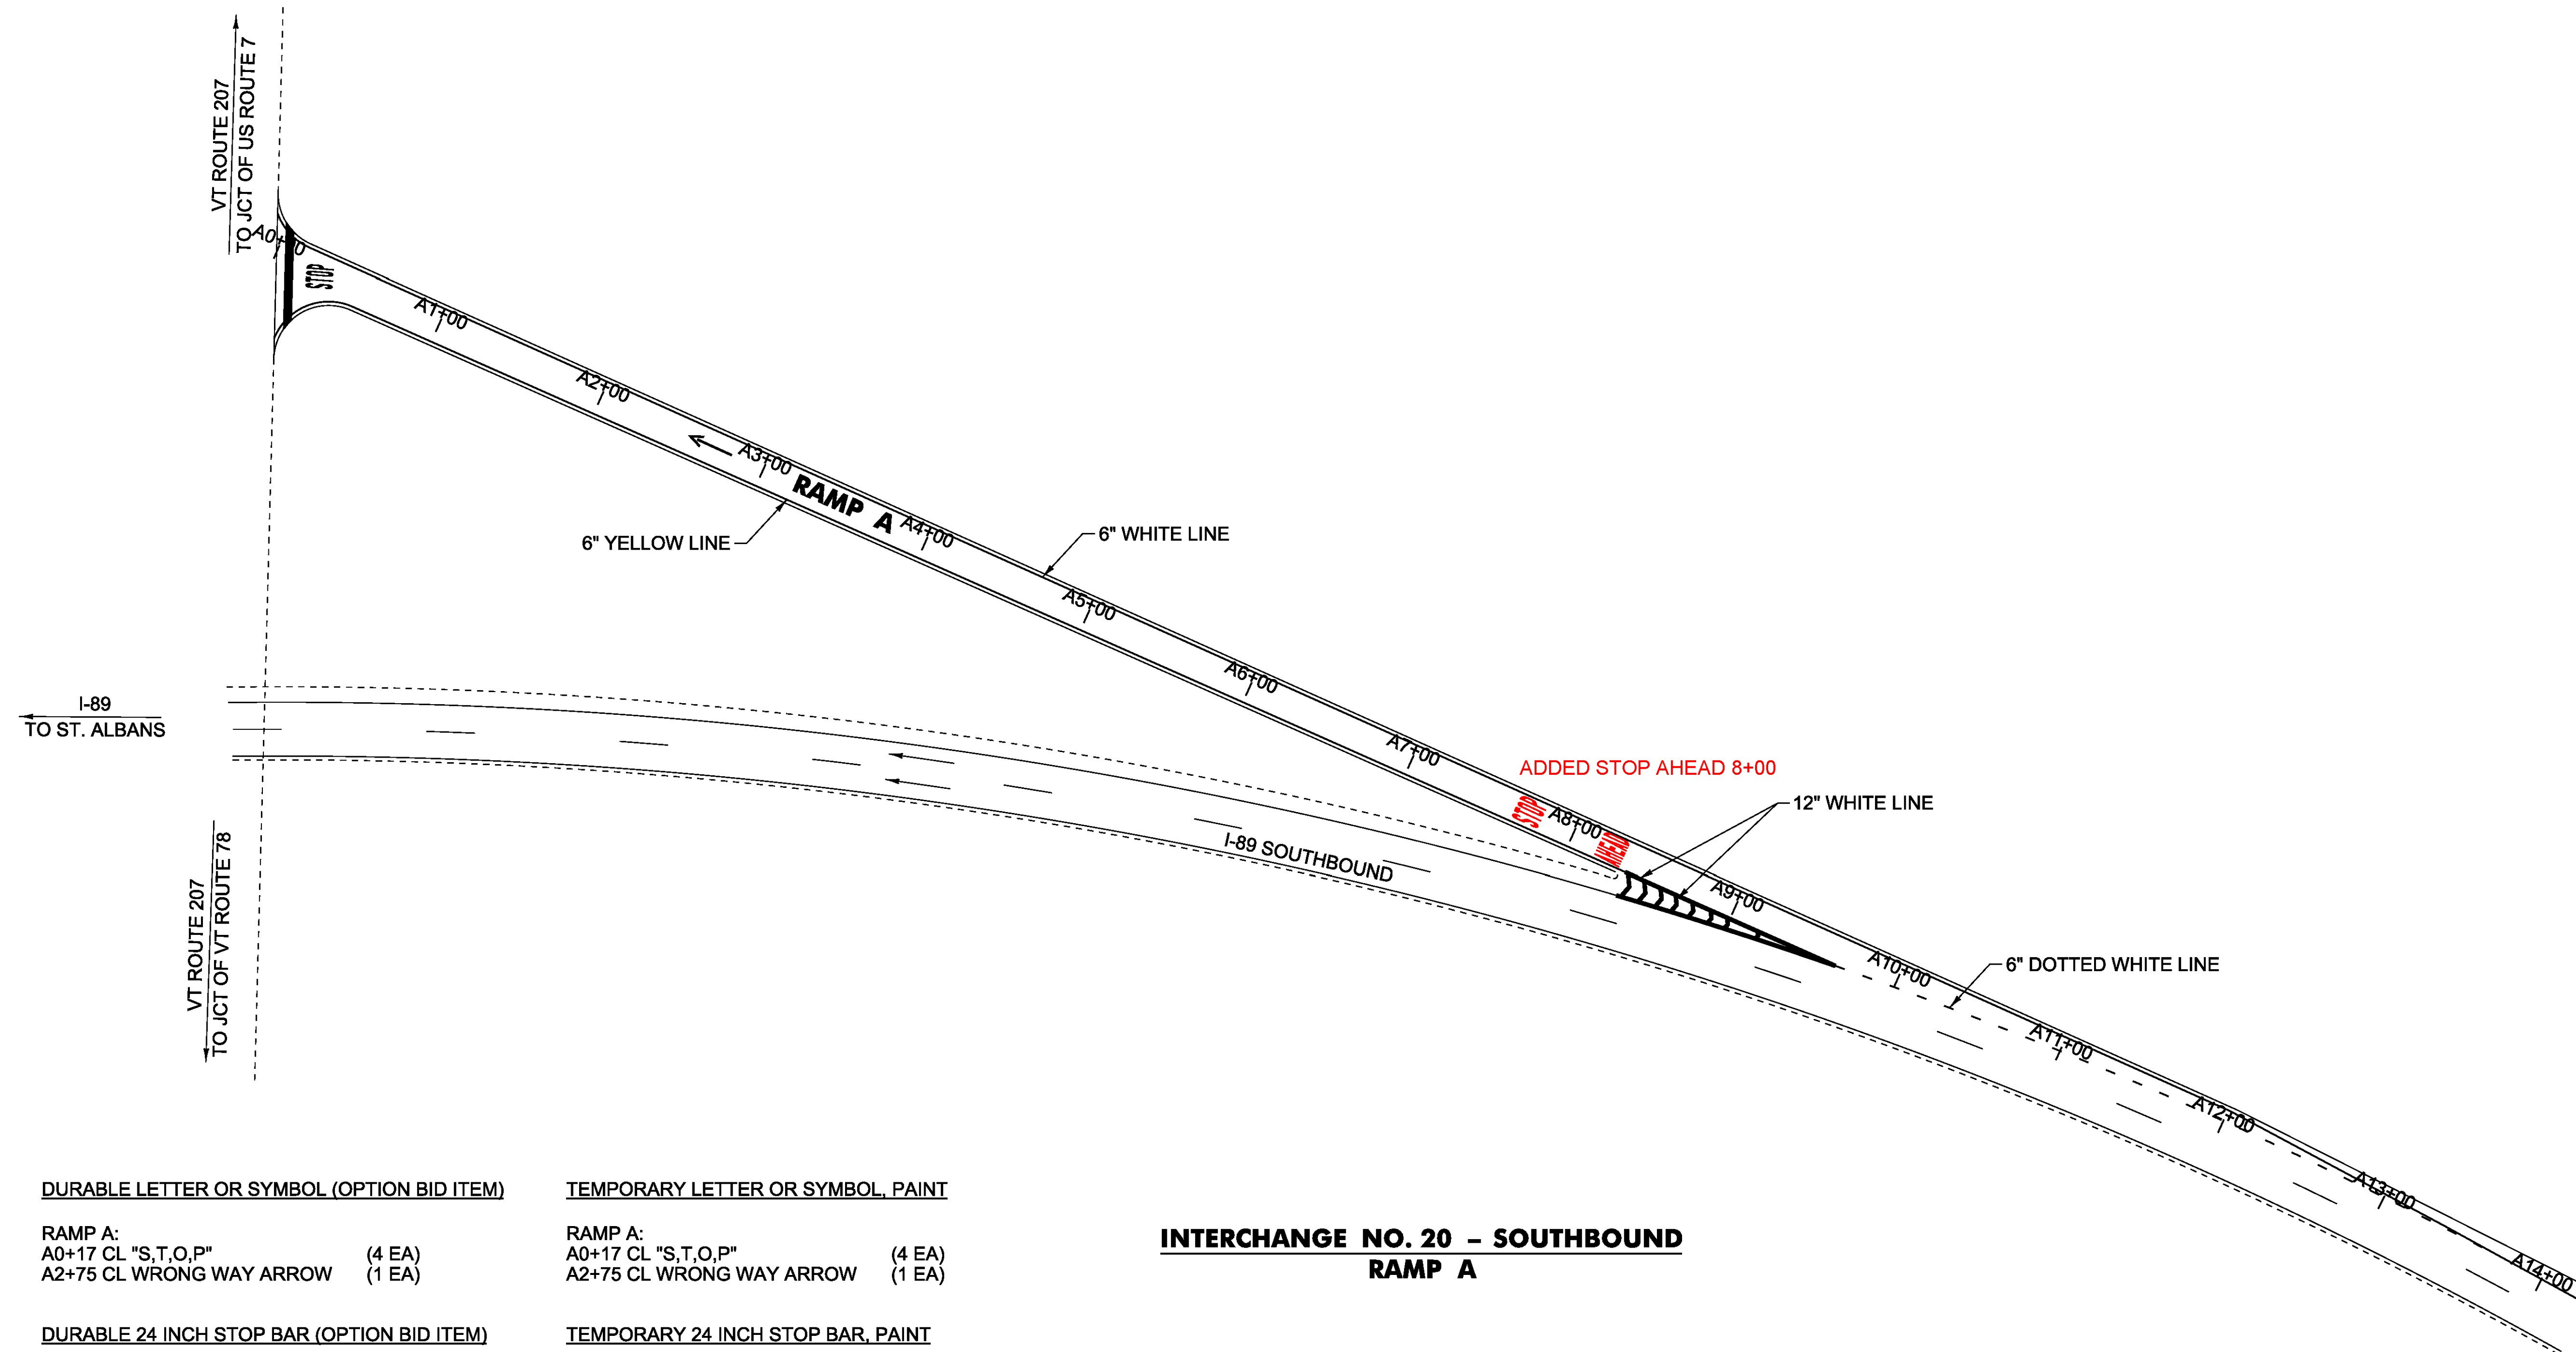 VT ROUTE 207
TO JCT OF US ROUTE 7
A0+00
STOP
A1+00
A2+00
A3+00
RAMP A
A4+00
6" YELLOW LINE
6" WHITE LINE
A5+00
A6+00
I-89
TO ST. ALBANS
A7+00
ADDED STOP AHEAD 8+00
12" WHITE LINE
STOP
A8+00
AHEAD
I-89 SOUTHBOUND
A9+00
VT ROUTE 207
TO JCT OF VT ROUTE 78
A10+00
6" DOTTED WHITE LINE
A11+00
A12+00
A13+00
A14+00
DURABLE LETTER OR SYMBOL (OPTION BID ITEM)
RAMP A:
A0+17 CL "S,T,O,P" (4 EA)
A2+75 CL WRONG WAY ARROW (1 EA)
DURABLE 24 INCH STOP BAR (OPTION BID ITEM)
TEMPORARY LETTER OR SYMBOL, PAINT
RAMP A:
A0+17 CL "S,T,O,P" (4 EA)
A2+75 CL WRONG WAY ARROW (1 EA)
TEMPORARY 24 INCH STOP BAR, PAINT
INTERCHANGE NO. 20 – SOUTHBOUND
RAMP A